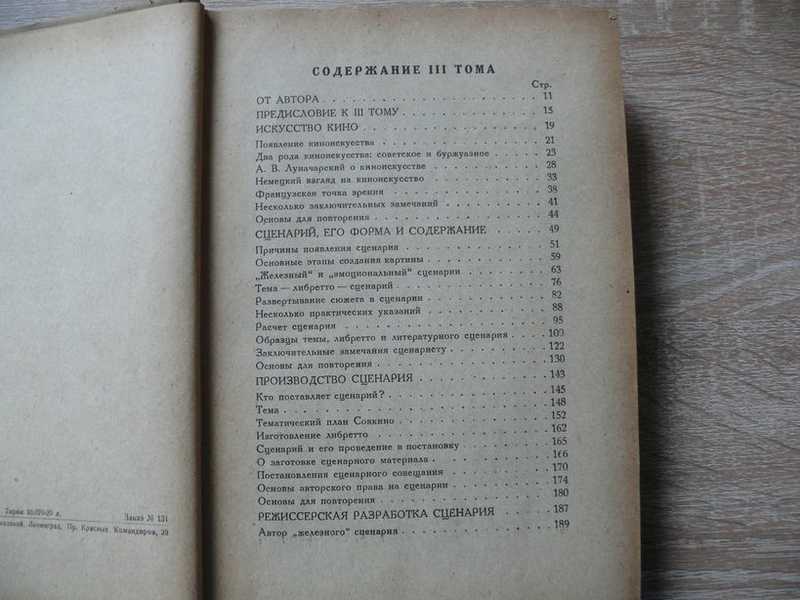 СОДЕРЖАНИЕ III ТОМА
Стр.
ОТ АВТОРА . . . 11
ПРЕДИСЛОВИЕ К III ТОМУ . . . 15
ИСКУССТВО КИНО . . . 19
Появление киноискусства . . . 21
Два рода киноискусства: советское и буржуазное . . . 23
А. В. Луначарский о киноискусстве . . . 28
Немецкий взгляд на киноискусство . . . 33
Французская точка зрения . . . 38
Несколько заключительных замечаний . . . 41
Основы для повторения . . . 44
СЦЕНАРИЙ, ЕГО ФОРМА И СОДЕРЖАНИЕ . . . 49
Причины появления сценария . . . 51
Основные этапы создания картины . . . 59
„Железный“ и „эмоциональный“ сценарии . . . 63
Тема — либретто — сценарий . . . 76
Развертывание сюжета в сценарии . . . 82
Несколько практических указаний . . . 88
Расчет сценария . . . 95
Образцы темы, либретто и литературного сценария . . . 109
Заключительные замечания сценаристу . . . 122
Основы для повторения . . . 130
ПРОИЗВОДСТВО СЦЕНАРИЯ . . . 143
Кто поставляет сценарий? . . . 145
Тема . . . 148
Тематический план Совкино . . . 152
Изготовление либретто . . . 162
Сценарий и его проведение в постановку . . . 165
О заготовке сценарного материала . . . 166
Постановления сценарного совещания . . . 170
Основы авторского права на сценарии . . . 174
Основы для повторения . . . 180
РЕЖИССЕРСКАЯ РАЗРАБОТКА СЦЕНАРИЯ . . . 187
Автор „железного“ сценария . . . 189
Заказ № 131
Ленинград, Пр. Красных Командиров, 29